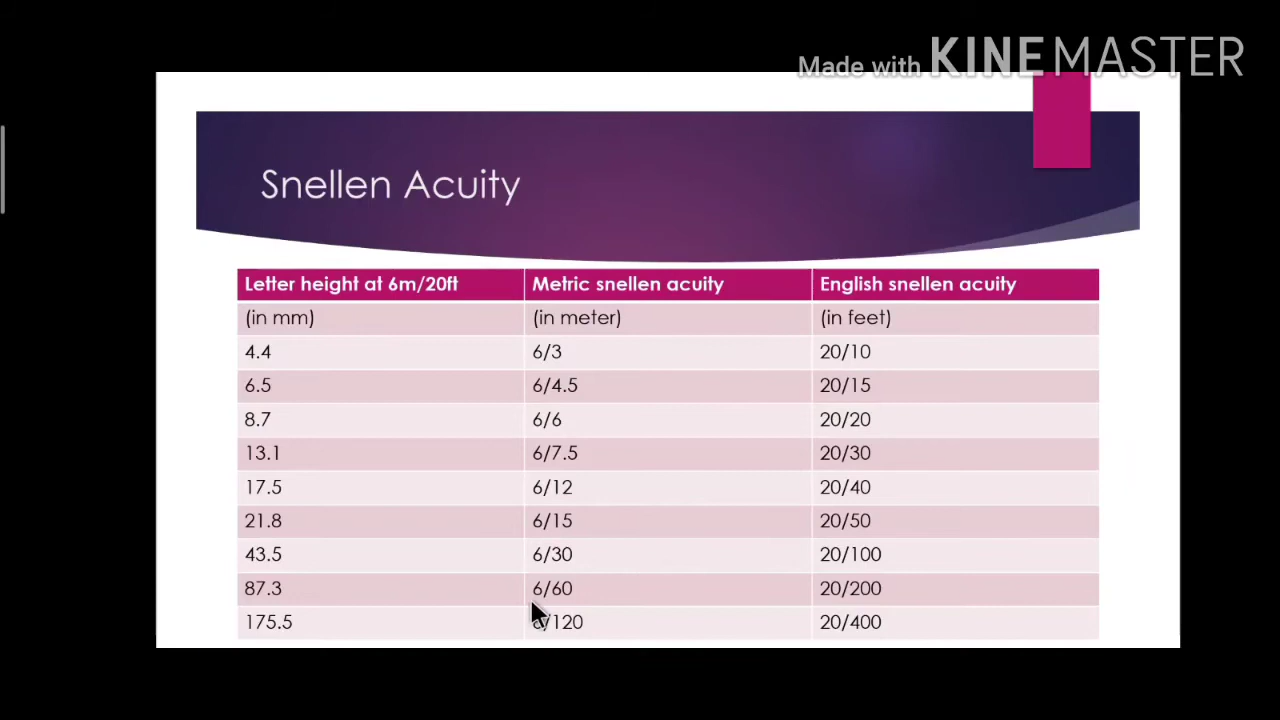 Made with KINEMASTER
Snellen Acuity
Letter height at 6m/20ft Metric snellen acuity English snellen acuity
(in mm) (in meter) (in feet)
4.4 6/3 20/10
6.5 6/4.5 20/15
8.7 6/6 20/20
13.1 6/7.5 20/30
17.5 6/12 20/40
21.8 6/15 20/50
43.5 6/30 20/100
87.3 6/60 20/200
175.5 /120 20/400